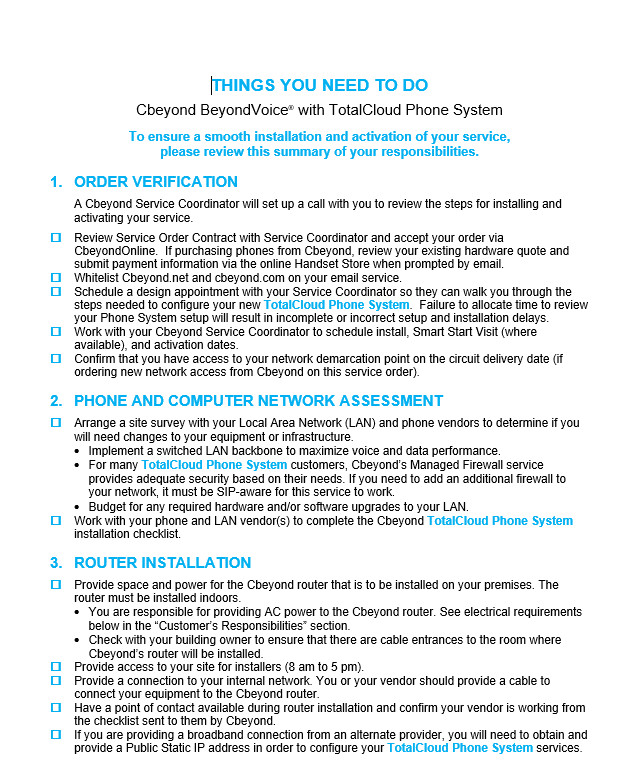 THINGS YOU NEED TO DO
Cbeyond BeyondVoice® with TotalCloud Phone System
To ensure a smooth installation and activation of your service,
please review this summary of your responsibilities.
1. ORDER VERIFICATION
A Cbeyond Service Coordinator will set up a call with you to review the steps for installing and
activating your service.
☐ Review Service Order Contract with Service Coordinator and accept your order via
CbeyondOnline. If purchasing phones from Cbeyond, review your existing hardware quote and
submit payment information via the online Handset Store when prompted by email.
☐ Whitelist Cbeyond.net and cbeyond.com on your email service.
☐ Schedule a design appointment with your Service Coordinator so they can walk you through the
steps needed to configure your new TotalCloud Phone System. Failure to allocate time to review
your Phone System setup will result in incomplete or incorrect setup and installation delays.
☐ Work with your Cbeyond Service Coordinator to schedule install, Smart Start Visit (where
available), and activation dates.
☐ Confirm that you have access to your network demarcation point on the circuit delivery date (if
ordering new network access from Cbeyond on this service order).
2. PHONE AND COMPUTER NETWORK ASSESSMENT
☐ Arrange a site survey with your Local Area Network (LAN) and phone vendors to determine if you
will need changes to your equipment or infrastructure.
• Implement a switched LAN backbone to maximize voice and data performance.
• For many TotalCloud Phone System customers, Cbeyond's Managed Firewall service
provides adequate security based on their needs. If you need to add an additional firewall to
your network, it must be SIP-aware for this service to work.
• Budget for any required hardware and/or software upgrades to your LAN.
☐ Work with your phone and LAN vendor(s) to complete the Cbeyond TotalCloud Phone System
installation checklist.
3. ROUTER INSTALLATION
☐ Provide space and power for the Cbeyond router that is to be installed on your premises. The
router must be installed indoors.
• You are responsible for providing AC power to the Cbeyond router. See electrical requirements
below in the “Customer's Responsibilities” section.
• Check with your building owner to ensure that there are cable entrances to the room where
Cbeyond's router will be installed.
☐ Provide access to your site for installers (8 am to 5 pm).
☐ Provide a connection to your internal network. You or your vendor should provide a cable to
connect your equipment to the Cbeyond router.
☐ Have a point of contact available during router installation and confirm your vendor is working from
the checklist sent to them by Cbeyond.
☐ If you are providing a broadband connection from an alternate provider, you will need to obtain and
provide a Public Static IP address in order to configure your TotalCloud Phone System services.